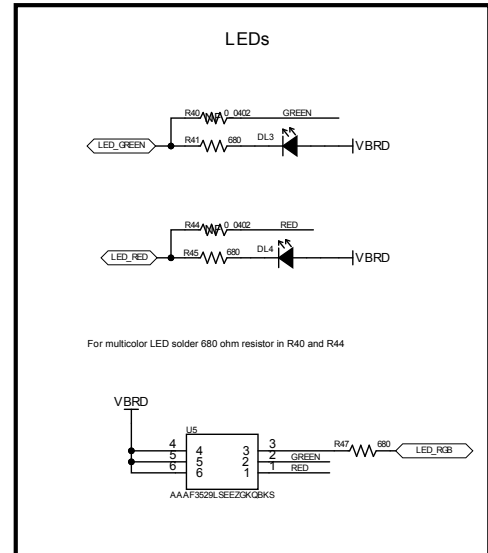 LEDs
R40 NF 0 0402 GREEN
LED_GREEN R41 680 DL3 VBRD
R44 NF 0 0402 RED
LED_RED R45 680 DL4 VBRD
For multicolor LED solder 680 ohm resistor in R40 and R44
VBRD
U5
4 4 3 3 R47 680 LED_RGB
5 5 2 2 GREEN
6 6 1 1 RED
AAAF3529LSEEZGKQBKS